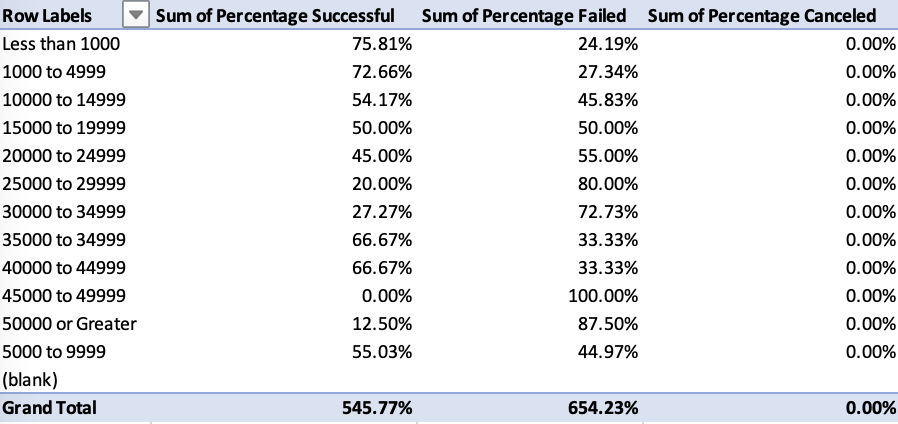 Row Labels Sum of Percentage Successful Sum of Percentage Failed Sum of Percentage Canceled
Less than 1000 75.81% 24.19% 0.00%
1000 to 4999 72.66% 27.34% 0.00%
10000 to 14999 54.17% 45.83% 0.00%
15000 to 19999 50.00% 50.00% 0.00%
20000 to 24999 45.00% 55.00% 0.00%
25000 to 29999 20.00% 80.00% 0.00%
30000 to 34999 27.27% 72.73% 0.00%
35000 to 34999 66.67% 33.33% 0.00%
40000 to 44999 66.67% 33.33% 0.00%
45000 to 49999 0.00% 100.00% 0.00%
50000 or Greater 12.50% 87.50% 0.00%
5000 to 9999 55.03% 44.97% 0.00%
(blank)
Grand Total 545.77% 654.23% 0.00%